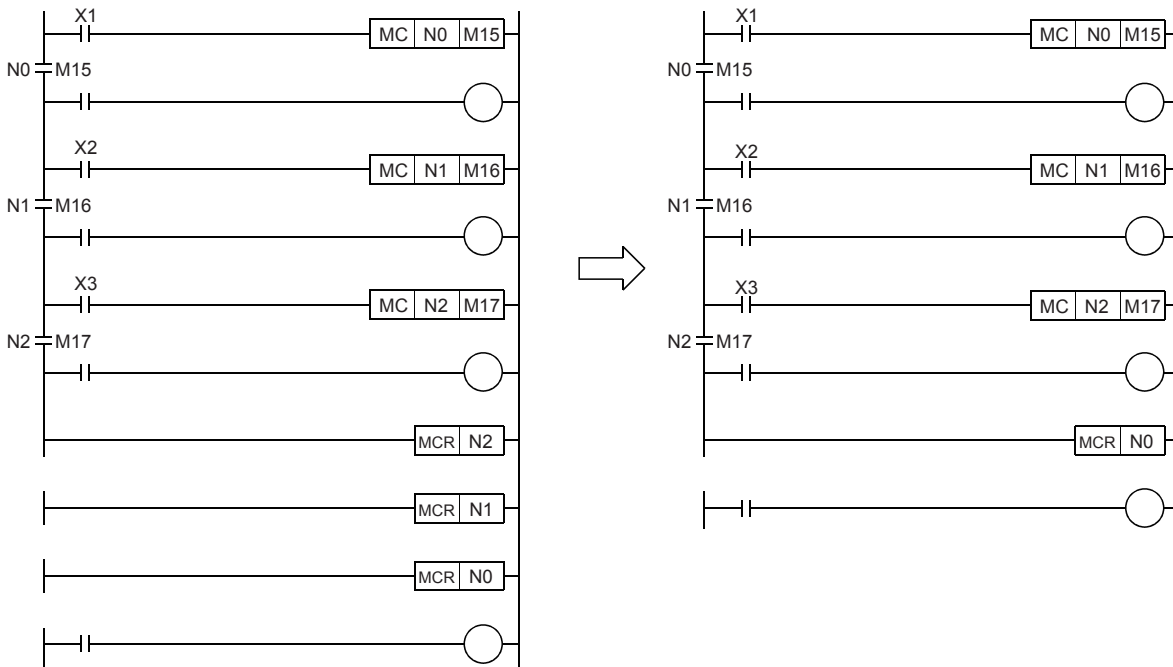 X1
MC N0 M15
N0 M15
X2
MC N1 M16
N1 M16
X3
MC N2 M17
N2 M17
MCR N2
MCR N1
MCR N0
X1
MC N0 M15
N0 M15
X2
MC N1 M16
N1 M16
X3
MC N2 M17
N2 M17
MCR N0